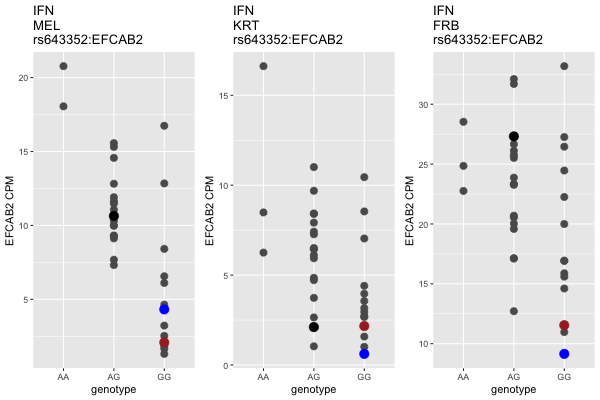 IFN
MEL
rs643352:EFCAB2
20
15
10
5
EFCAB2 CPM
AA AG GG
genotype
IFN
KRT
rs643352:EFCAB2
15
10
5
0
EFCAB2 CPM
AA AG GG
genotype
IFN
FRB
rs643352:EFCAB2
30
25
20
15
10
EFCAB2 CPM
AA AG GG
genotype